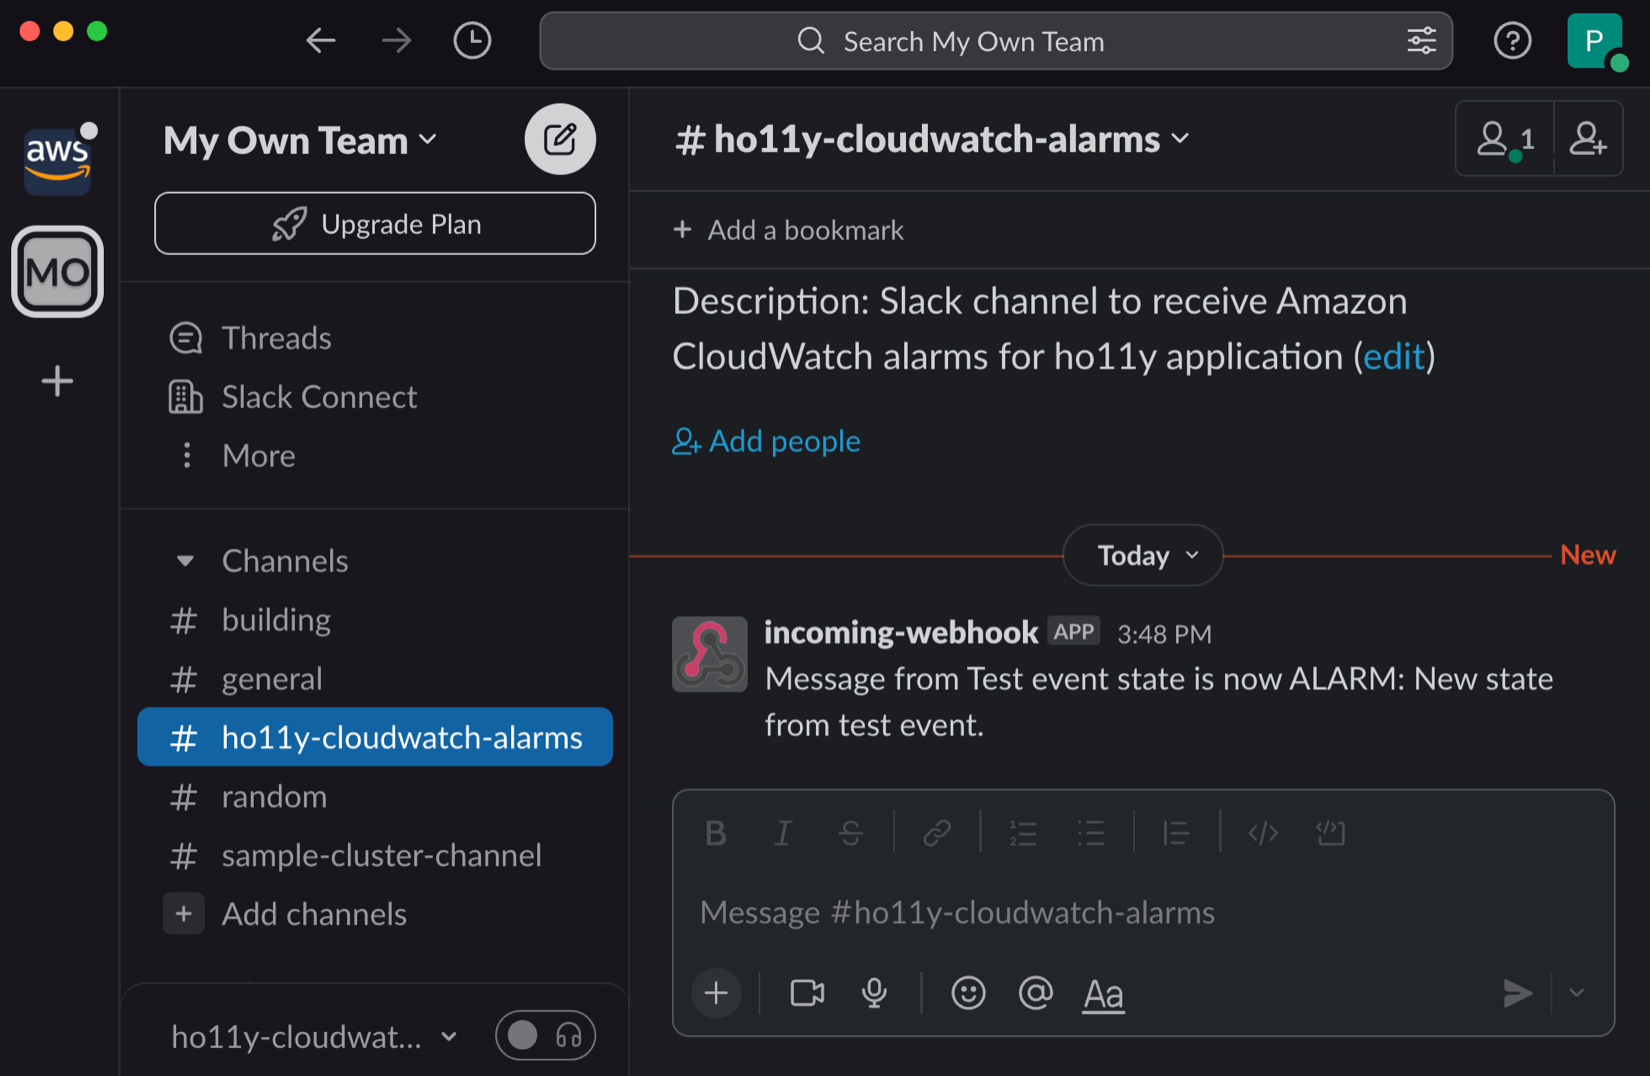 Search My Own Team
P
aws
MO
My Own Team
Upgrade Plan
Threads
Slack Connect
More
Channels
# building
# general
# ho11y-cloudwatch-alarms
# random
# sample-cluster-channel
+ Add channels
ho11y-cloudwat...
# ho11y-cloudwatch-alarms
1
+ Add a bookmark
Description: Slack channel to receive Amazon
CloudWatch alarms for ho11y application (edit)
Add people
Today
New
incoming-webhook APP 3:48 PM
Message from Test event state is now ALARM: New state
from test event.
B I S
Message #ho11y-cloudwatch-alarms
+ @ Aa